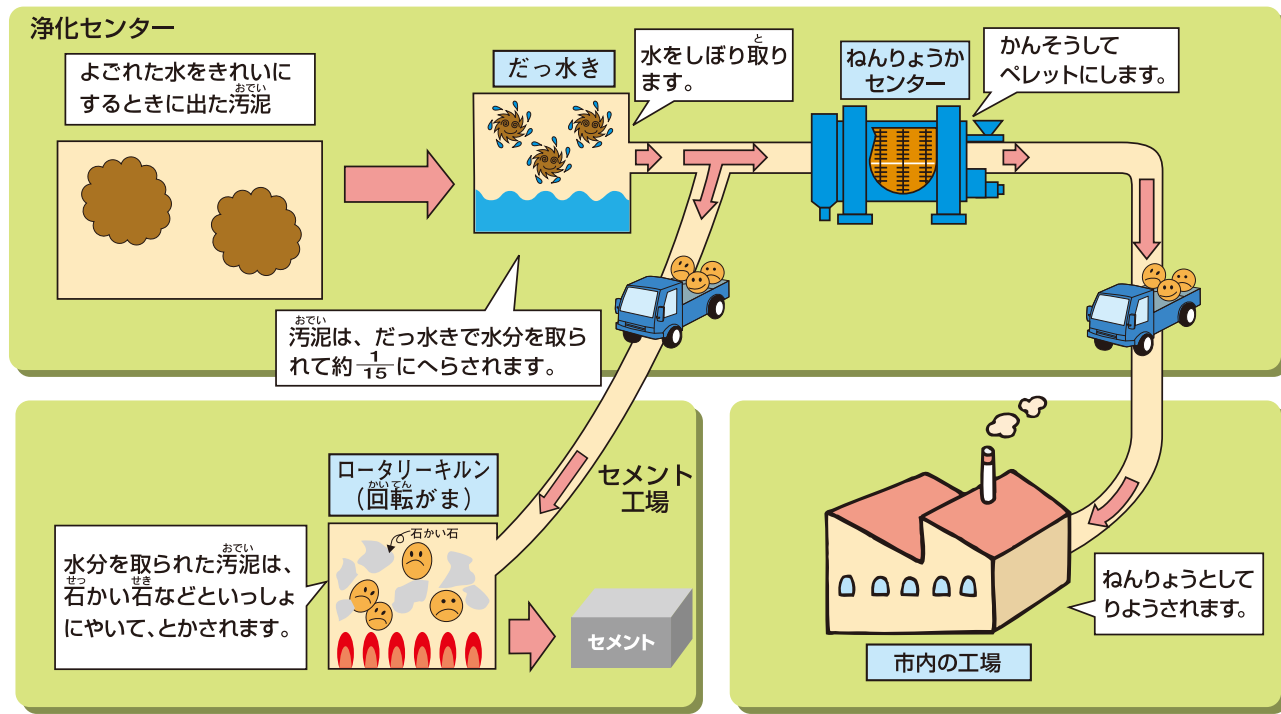 浄化センター
よごれた水をきれいに
するときに出た汚泥
おでい
だっ水き
水をしぼり取り
と
ます。
ねんりょうか
センター
かんそうして
ペレットにします。
おでい
汚泥は、だっ水きで水分を取ら
れて約1/15にへらされます。
ロータリーキルン
かいてん
(回転がま)
セメント
工場
石かい石
おでい
水分を取られた汚泥は、
せっ せき
石かい石などといっしょ
にやいて、とかされます。
セメント
ねんりょうとして
りようされます。
市内の工場